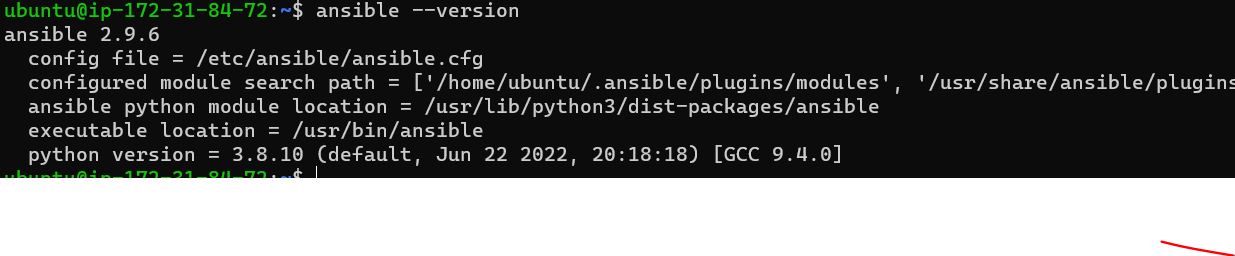 ubuntu@ip-172-31-84-72:~$ ansible --version
ansible 2.9.6
  config file = /etc/ansible/ansible.cfg
  configured module search path = ['/home/ubuntu/.ansible/plugins/modules', '/usr/share/ansible/plugins
  ansible python module location = /usr/lib/python3/dist-packages/ansible
  executable location = /usr/bin/ansible
  python version = 3.8.10 (default, Jun 22 2022, 20:18:18) [GCC 9.4.0]
ubuntu@ip-172-31-84-72:~$